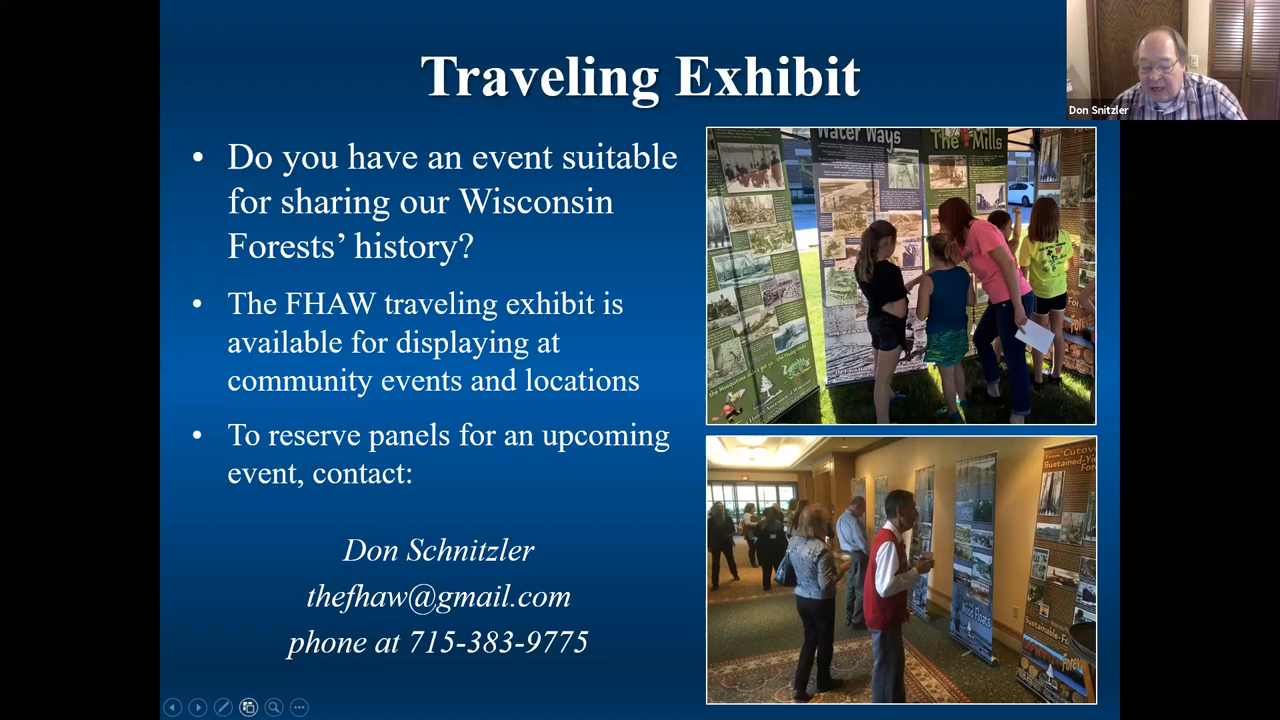 Traveling Exhibit
Don Snitzler
• Do you have an event suitable
for sharing our Wisconsin
Forests’ history?
• The FHAW traveling exhibit is
available for displaying at
community events and locations
• To reserve panels for an upcoming
event, contact:
Don Schnitzler
thefhaw@gmail.com
phone at 715-383-9775
Water Ways
The Mills
Wood Floats